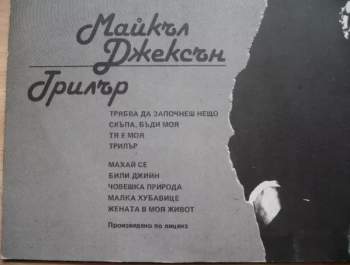 Майкъл
Джексън
Трилър
ТРЯБВА ДА ЗАПОЧНЕШ НЕЩО
СКЪПА, БЪДИ МОЯ
ТЯ Е МОЯ
ТРИЛЪР
МАХАЙ СЕ
БИЛИ ДЖИЙН
ЧОВЕШКА ПРИРОДА
МАЛКА ХУБАВИЦЕ
ЖЕНАТА В МОЯ ЖИВОТ
Произведено по лиценз